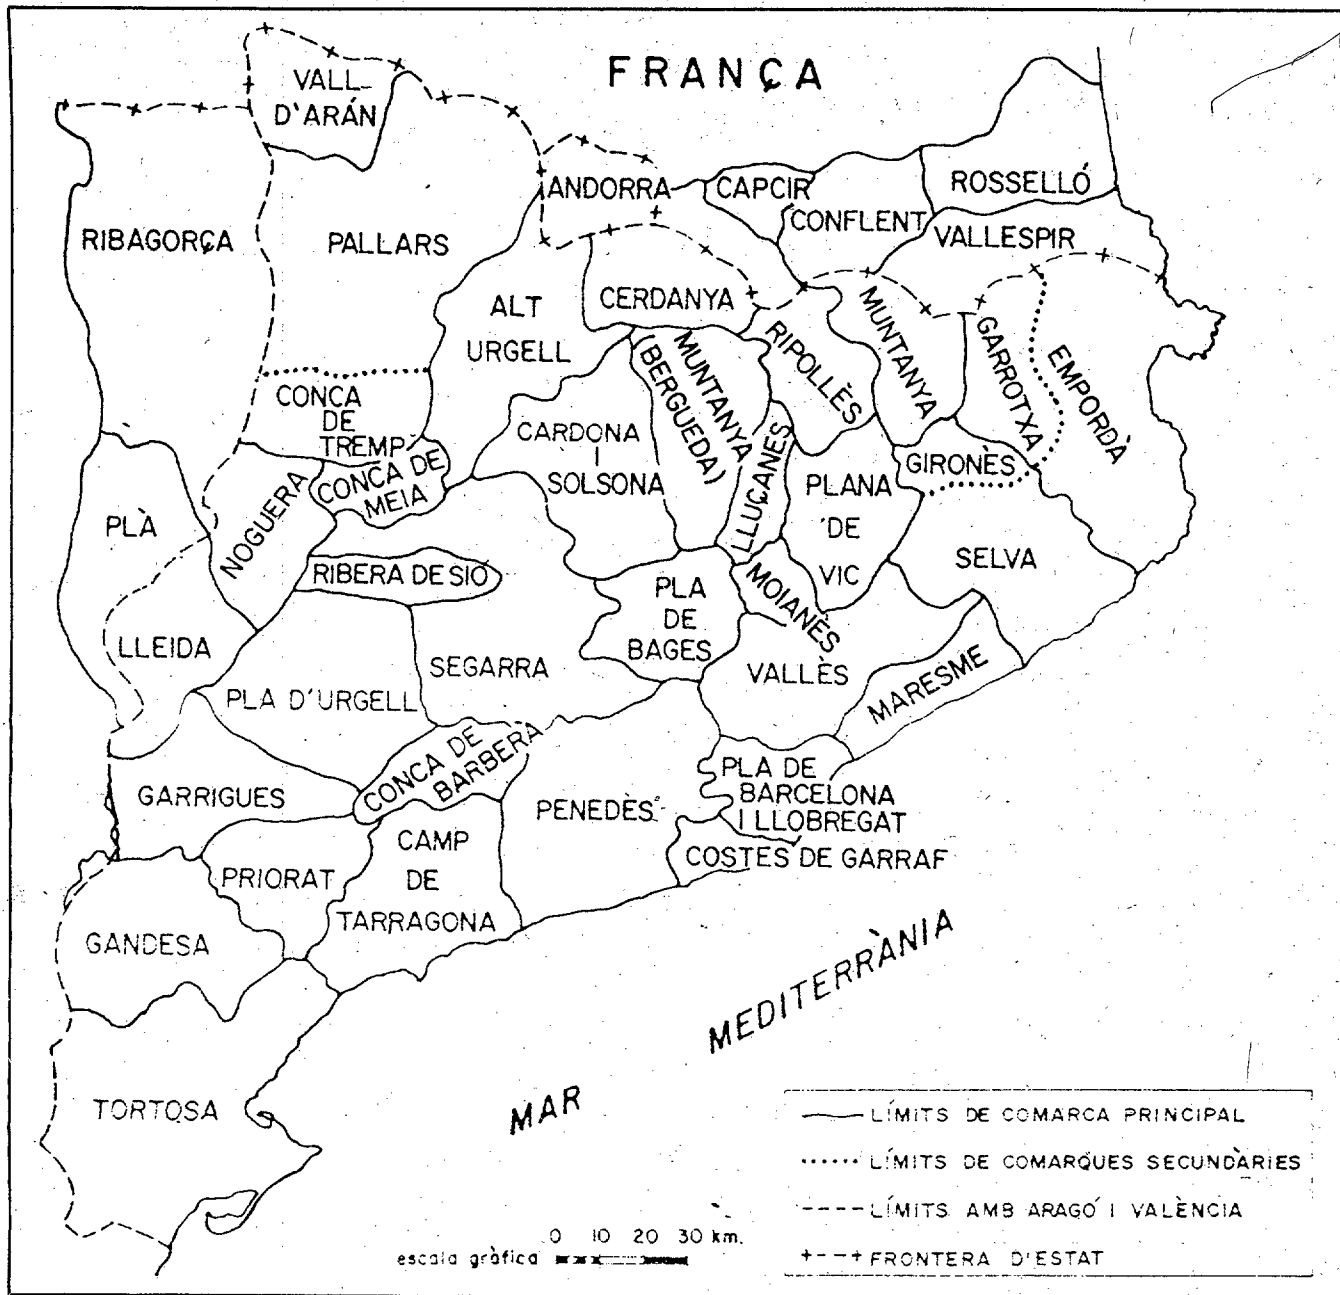 FRANÇA
VALL-
D'ARÁN
RIBAGORÇA
PALLARS
ANDORRA
CAPCIR
CONFLENT
ROSSELLÓ
VALLESPIR
ALT
URGELL
CERDANYA
MUNTANYA
(BERGUEDA)
RIPOLLÈS
MUNTANYA
GARROTXA
EMPORDÀ
CONCA
DE
TREMP
CONCA DE
MEIA
CARDONA
I
SOLSONA
LLUÇANÈS
PLANA
DE
VIC
GIRONÈS
SELVA
PLÀ
LLEIDA
NOGUERA
RIBERA DE SIÓ
PLA
DE
BAGES
MOIANÈS
VALLÈS
MARESME
SEGARRA
PLA D'URGELL
GARRIGUES
CONCA DE
BARBERA
PENEDÈS
PLA DE
BARCELONA
I LLOBREGAT
COSTES DE GARRAF
PRIORAT
CAMP
DE
TARRAGONA
GANDESA
TORTOSA
MAR
MEDITERRÀNIA
LÍMITS DE COMARCA PRINCIPAL
LÍMITS DE COMARQUES SECUNDÀRIES
LÍMITS AMB ARAGÓ I VALÈNCIA
FRONTERA D'ESTAT
0 10 20 30 km.
escala gràfica